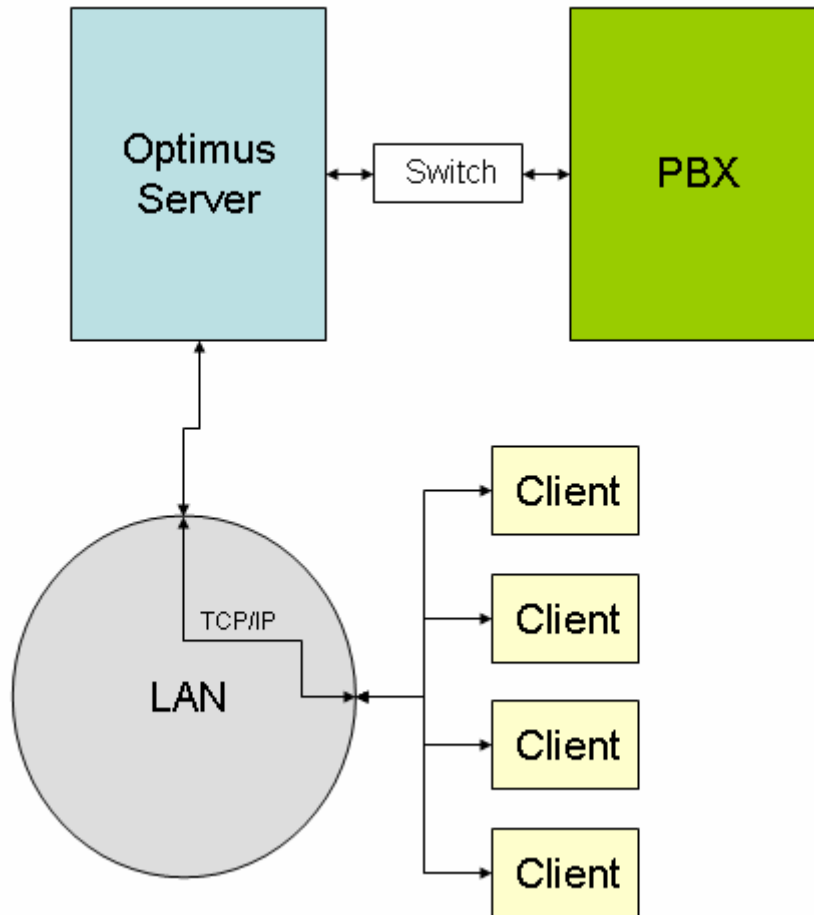 Optimus
Server
Switch
PBX
TCP/IP
LAN
Client
Client
Client
Client